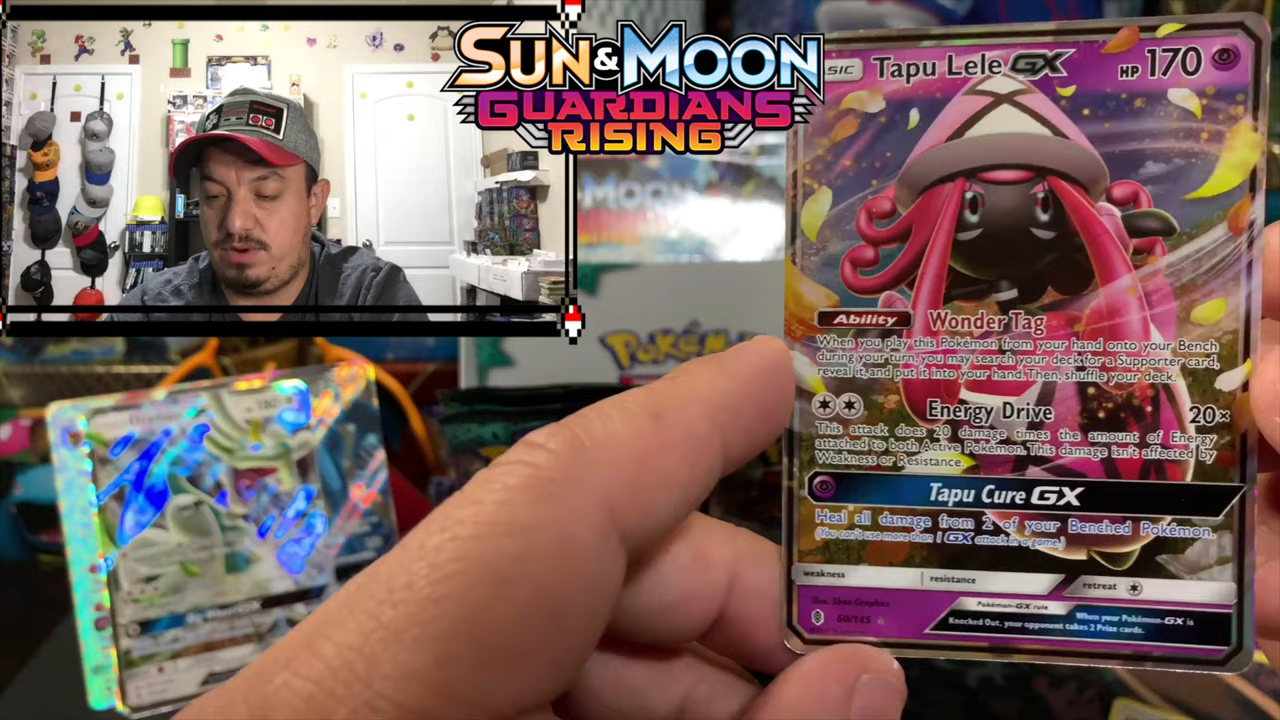 SUN & MOON
GUARDIANS
RISING
MOON
POKÉM
SIC Tapu Lele GX HP 170
Ability Wonder Tag
When you play this Pokémon from your hand onto your Bench
during your turn, you may search your deck for a Supporter card,
reveal it, and put it into your hand. Then, shuffle your deck.
Energy Drive 20×
This attack does 20 damage times the amount of Energy
attached to both Active Pokémon. This damage isn't affected by
Weakness or Resistance.
Tapu Cure GX
Heal all damage from 2 of your Benched Pokémon.
(You can't use more than 1 GX attack in a game.)
weakness resistance retreat
Illus. 5ban Graphics
60/145
Pokémon-GX rule
When your Pokémon-GX is
Knocked Out, your opponent takes 2 Prize cards.